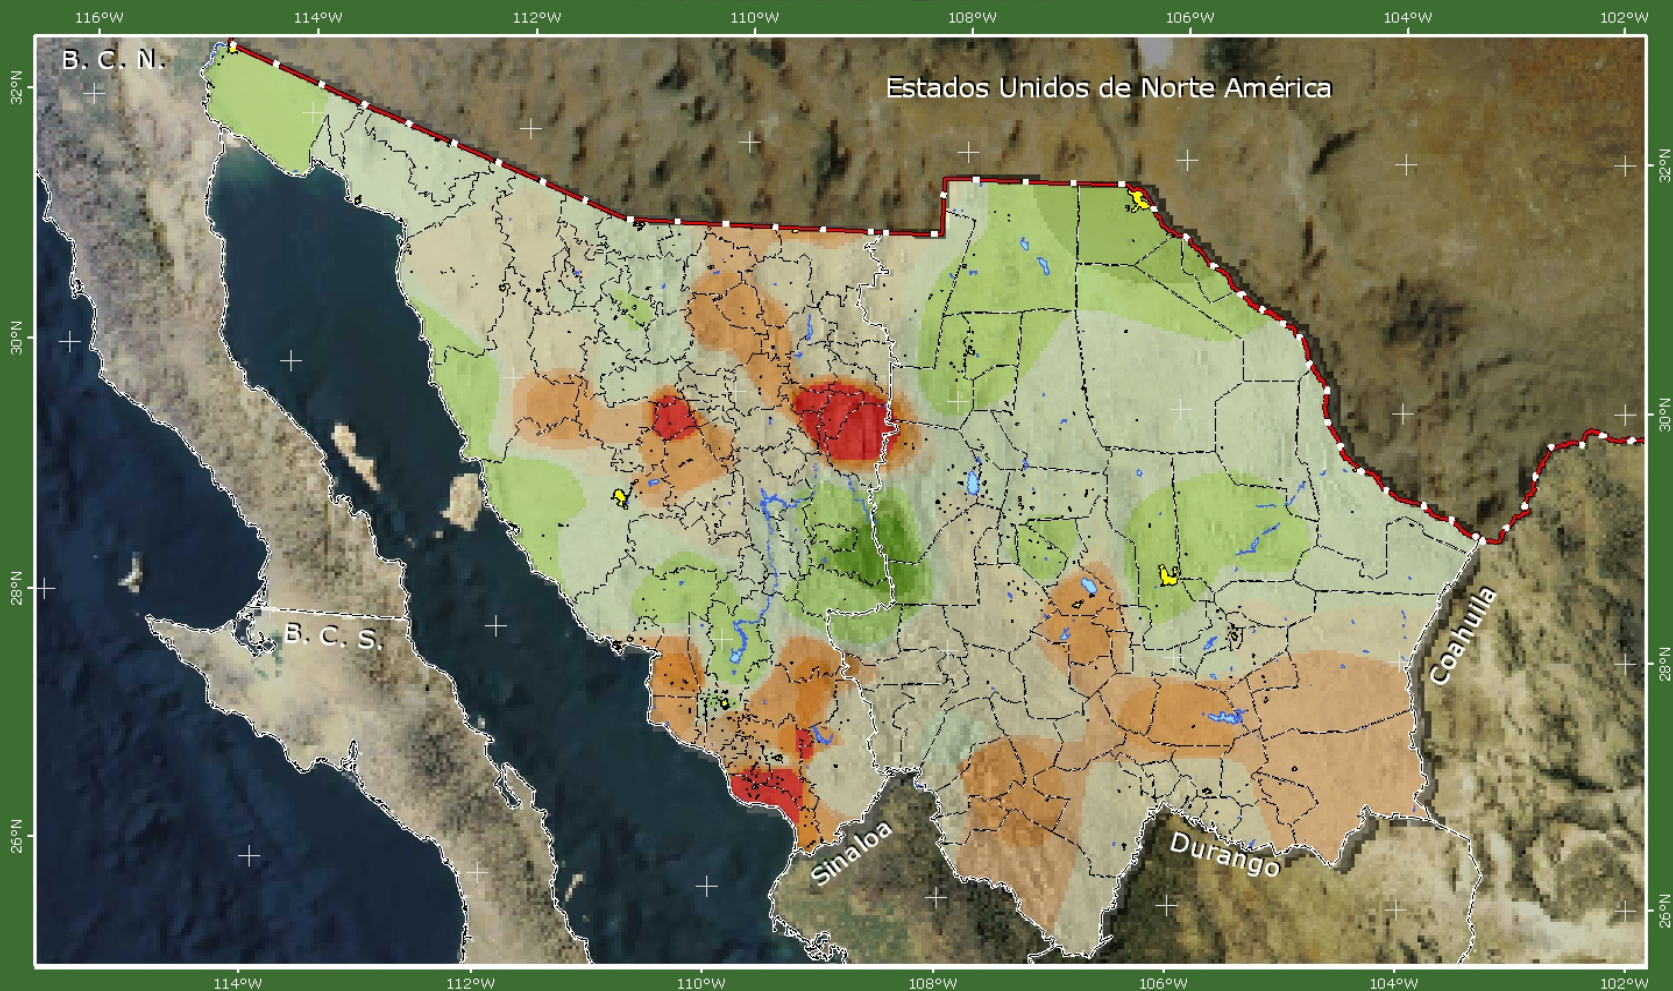 116°W 114°W 112°W 110°W 108°W 106°W 104°W 102°W
B. C. N.
Estados Unidos de Norte América
32°N
32°N
30°N
30°N
28°N
28°N
B. C. S.
Coahuila
26°N
26°N
Sinaloa
Durango
114°W 112°W 110°W 108°W 106°W 104°W 102°W